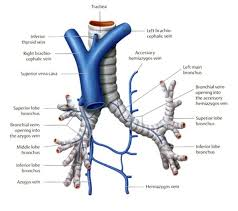 Trachea
Inferior
thyroid vein
Right brachio-
cephalic vein
Superior vena cava
Superior lobe
bronchus
Bronchial vein
opening into
the azygos vein
Middle lobe
bronchus
Inferior lobe
bronchus
Azygos vein
Left brachio-
cephalic vein
Accessory
hemiazygos vein
Left main
bronchus
Bronchial vein
opening into
the accessory
hemiazygos vein
Superior lobe
bronchus
Inferior lobe
bronchus
Hemiazygos vein